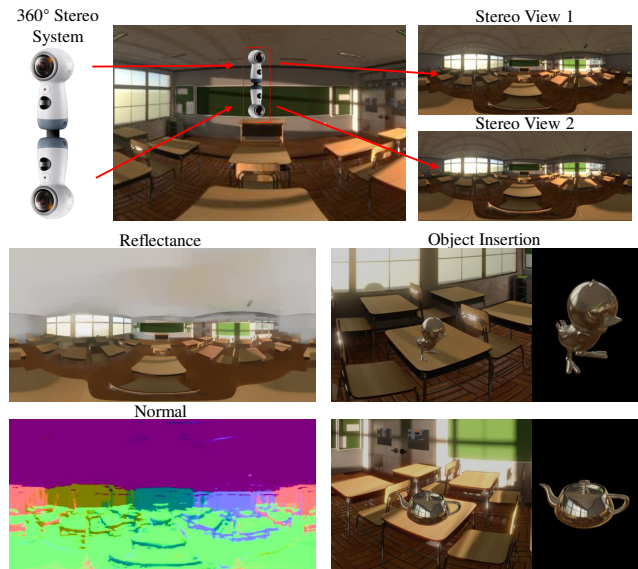 360° Stereo
System
Stereo View 1
Stereo View 2
Reflectance
Object Insertion
Normal